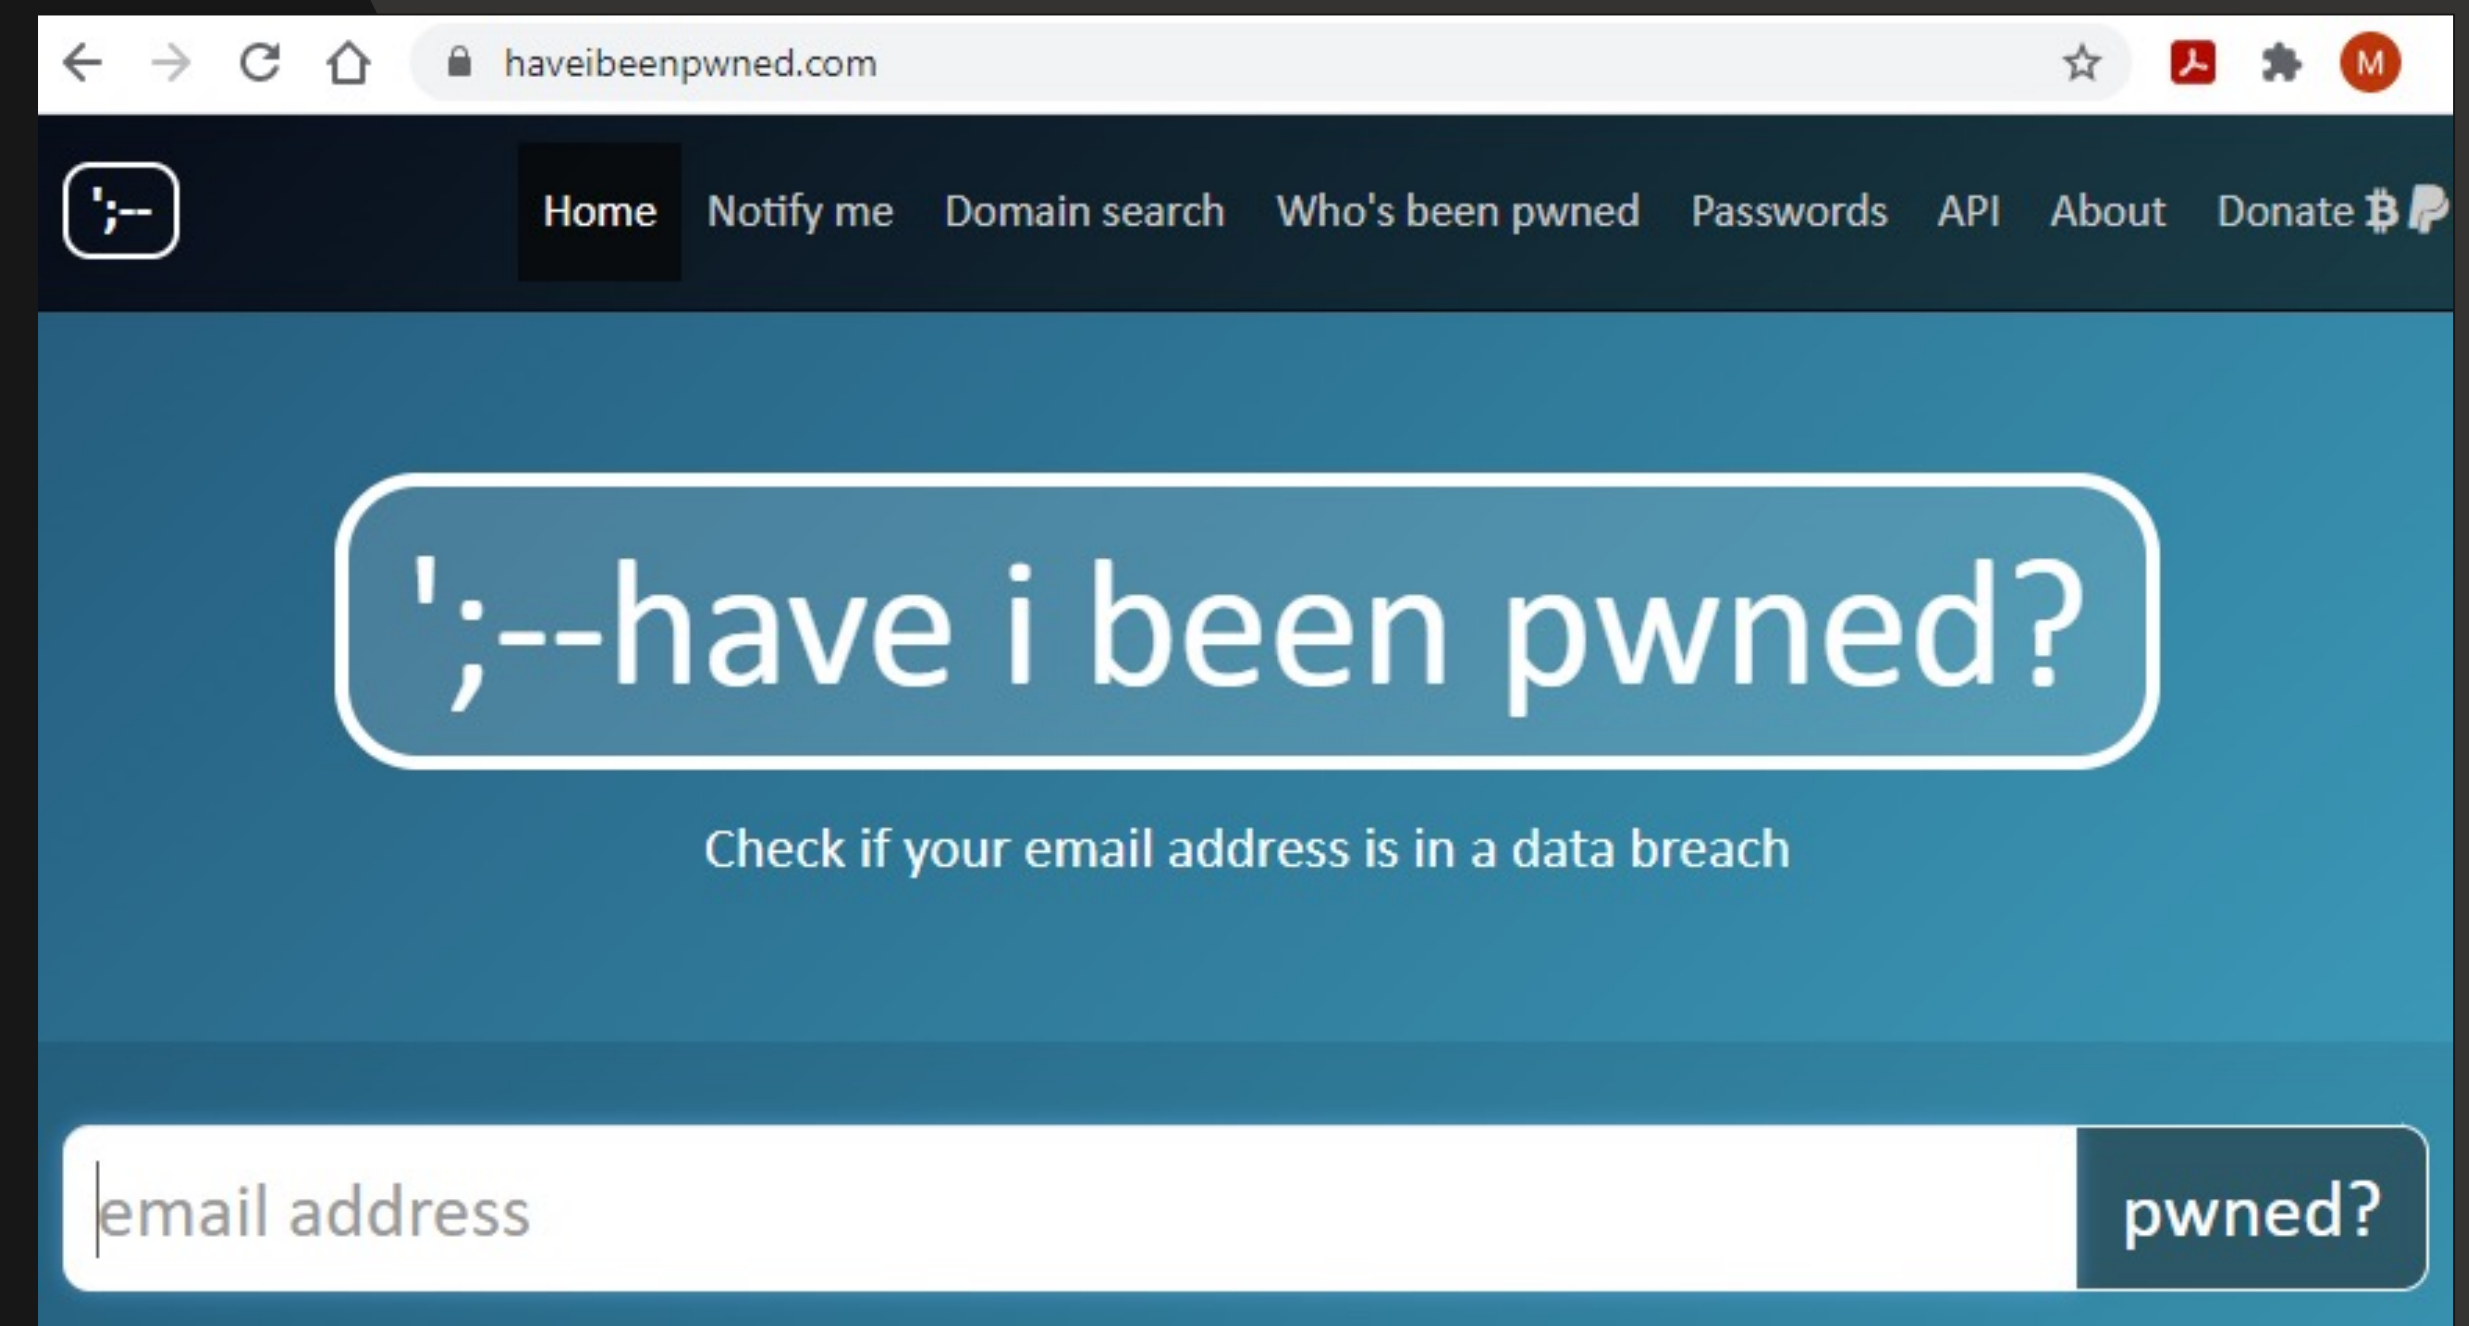 haveibeenpwned.com
M
';--
Home Notify me Domain search Who's been pwned Passwords API About Donate
';--have i been pwned?
Check if your email address is in a data breach
email address
pwned?